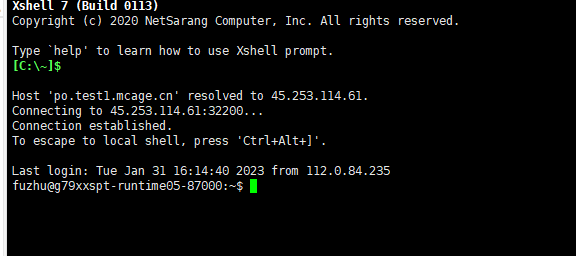 Xshell 7 (Build 0113)
Copyright (c) 2020 NetSarang Computer, Inc. All rights reserved.
Type `help' to learn how to use Xshell prompt.
[C:\~]$
Host 'po.test1.mcage.cn' resolved to 45.253.114.61.
Connecting to 45.253.114.61:32200...
Connection established.
To escape to local shell, press 'Ctrl+Alt+]'.
Last login: Tue Jan 31 16:14:40 2023 from 112.0.84.235
fuzhu@g79xxspt-runtime05-87000:~$